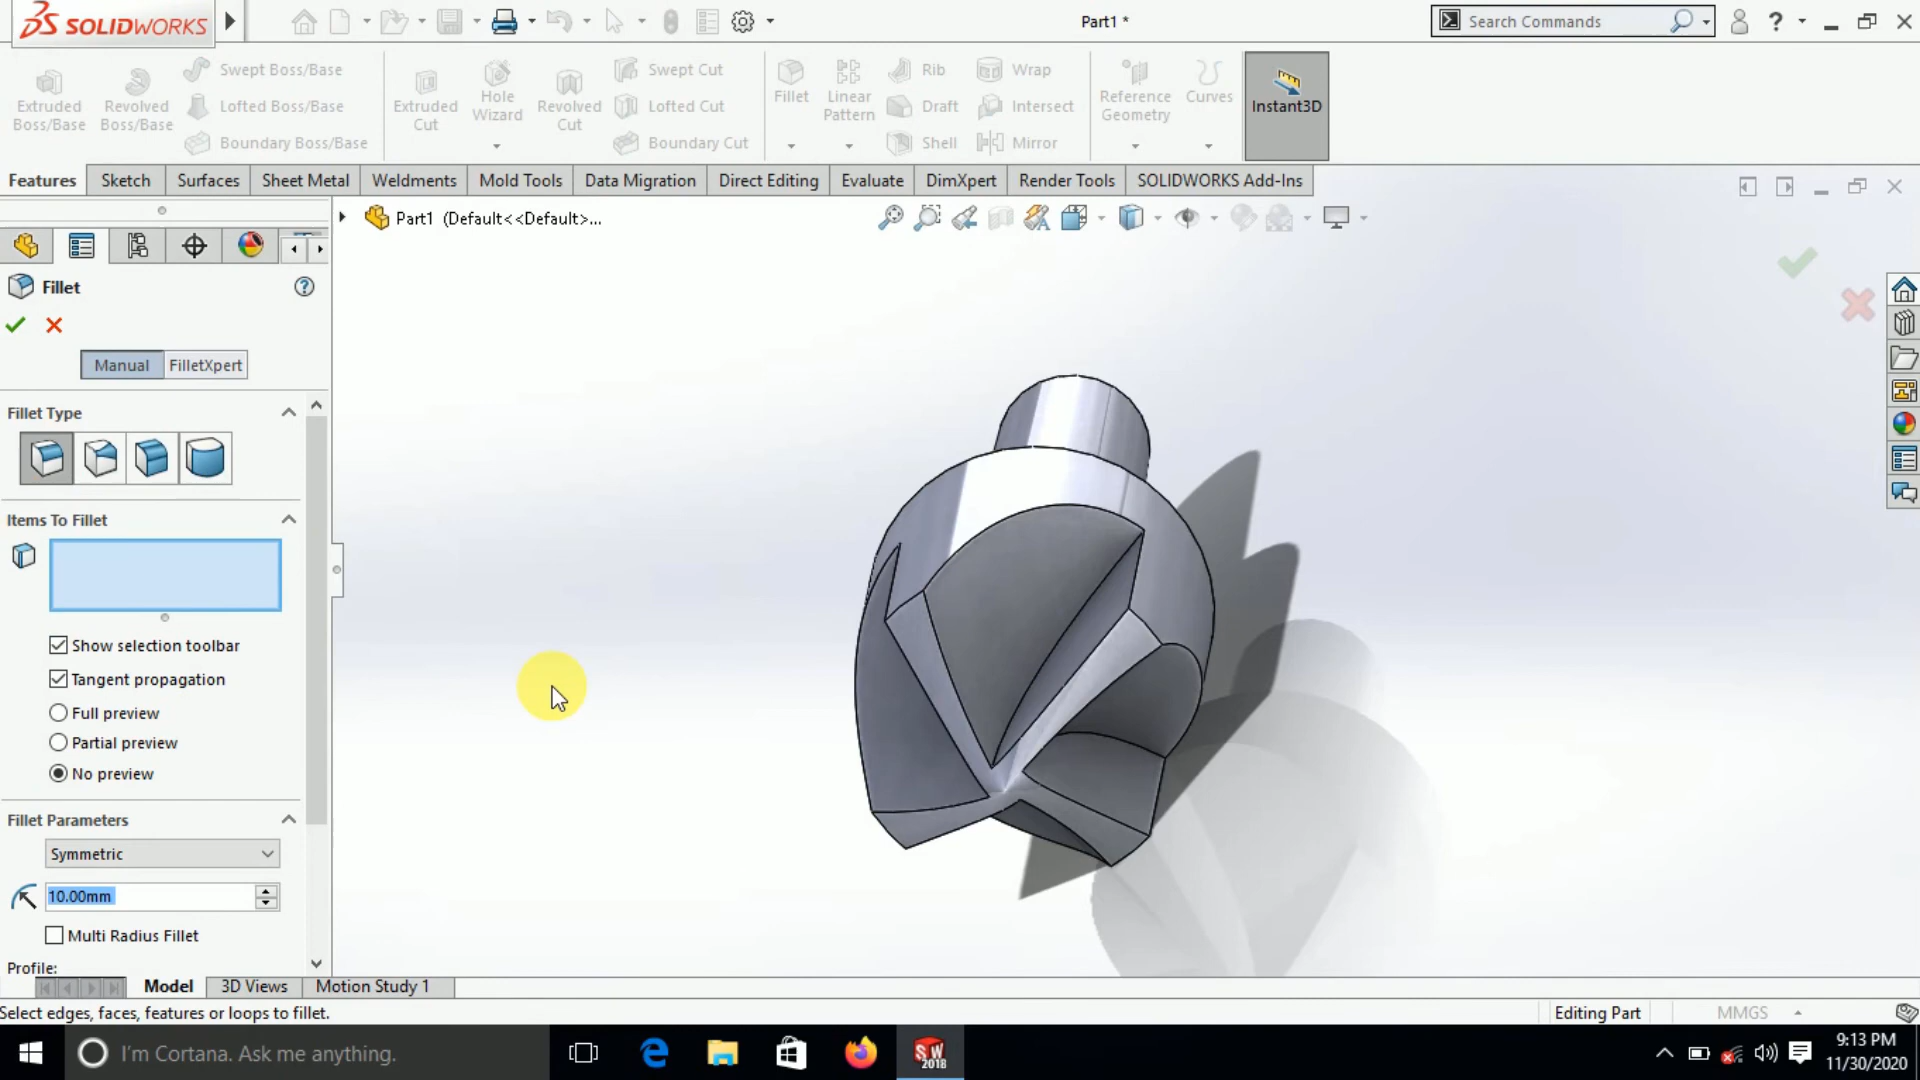 SOLIDWORKS
Part1 *
Search Commands
Extruded Boss/Base
Revolved Boss/Base
Swept Boss/Base
Lofted Boss/Base
Boundary Boss/Base
Extruded Cut
Hole Wizard
Revolved Cut
Swept Cut
Lofted Cut
Boundary Cut
Fillet
Linear Pattern
Rib
Draft
Shell
Wrap
Intersect
Mirror
Reference Geometry
Curves
Instant3D
Features
Sketch
Surfaces
Sheet Metal
Weldments
Mold Tools
Data Migration
Direct Editing
Evaluate
DimXpert
Render Tools
SOLIDWORKS Add-Ins
Part1 (Default<<Default>...
Fillet
Manual
FilletXpert
Fillet Type
Items To Fillet
Show selection toolbar
Tangent propagation
Full preview
Partial preview
No preview
Fillet Parameters
Symmetric
10.00mm
Multi Radius Fillet
Profile:
Model
3D Views
Motion Study 1
Select edges, faces, features or loops to fillet.
Editing Part
MMGS
I'm Cortana. Ask me anything.
SW
2018
9:13 PM
11/30/2020